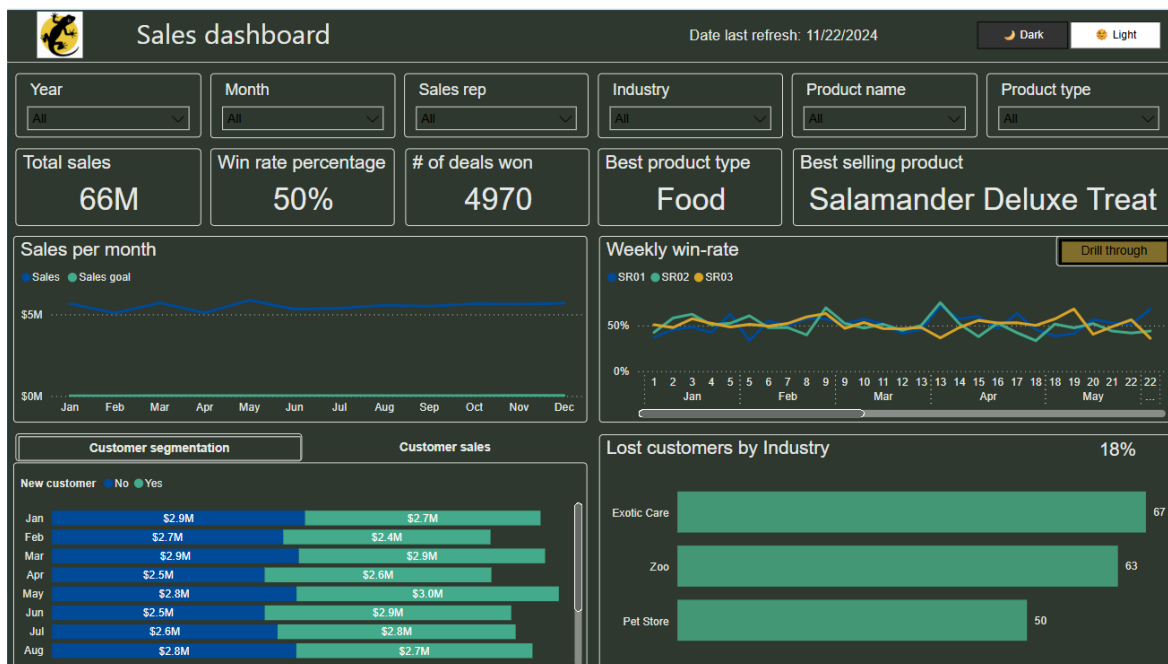 Sales dashboard
Date last refresh: 11/22/2024
Dark
Light
Year
Month
Sales rep
Industry
Product name
Product type
All
All
All
All
All
All
Total sales
Win rate percentage
# of deals won
Best product type
Best selling product
66M
50%
4970
Food
Salamander Deluxe Treat
Sales per month
Sales
Sales goal
$5M
$0M
Jan Feb Mar Apr May Jun Jul Aug Sep Oct Nov Dec
Weekly win-rate
Drill through
SR01 SR02 SR03
50%
0%
1 2 3 4 5 5 6 7 8 9 9 10 11 12 13 13 14 15 16 17 18 18 19 20 21 22 22
Jan Feb Mar Apr May ...
Customer segmentation
Customer sales
New customer No Yes
Jan $2.9M $2.7M
Feb $2.7M $2.4M
Mar $2.9M $2.9M
Apr $2.5M $2.6M
May $2.8M $3.0M
Jun $2.5M $2.9M
Jul $2.6M $2.8M
Aug $2.8M $2.7M
Lost customers by Industry
18%
Exotic Care 67
Zoo 63
Pet Store 50